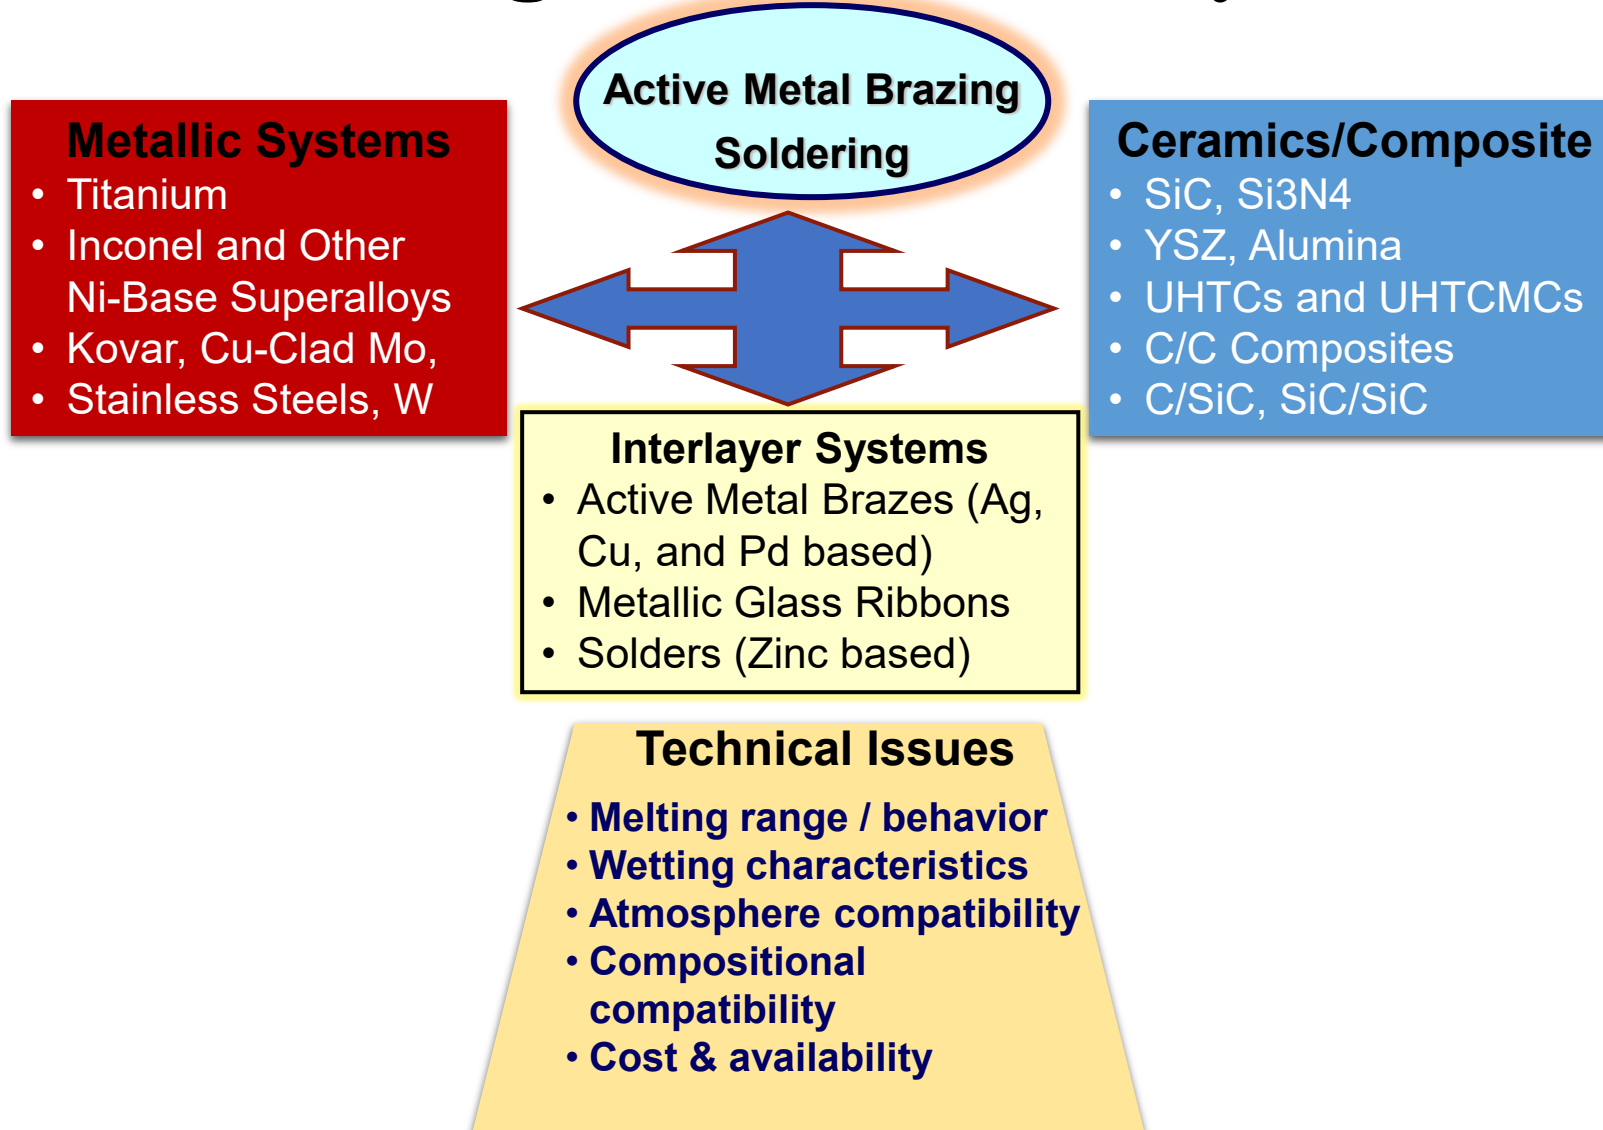 Active Metal Brazing
Soldering
Metallic Systems
• Titanium
• Inconel and Other
Ni-Base Superalloys
• Kovar, Cu-Clad Mo,
• Stainless Steels, W
Ceramics/Composite
• SiC, Si3N4
• YSZ, Alumina
• UHTCs and UHTCMCs
• C/C Composites
• C/SiC, SiC/SiC
Interlayer Systems
• Active Metal Brazes (Ag,
Cu, and Pd based)
• Metallic Glass Ribbons
• Solders (Zinc based)
Technical Issues
• Melting range / behavior
• Wetting characteristics
• Atmosphere compatibility
• Compositional
compatibility
• Cost & availability